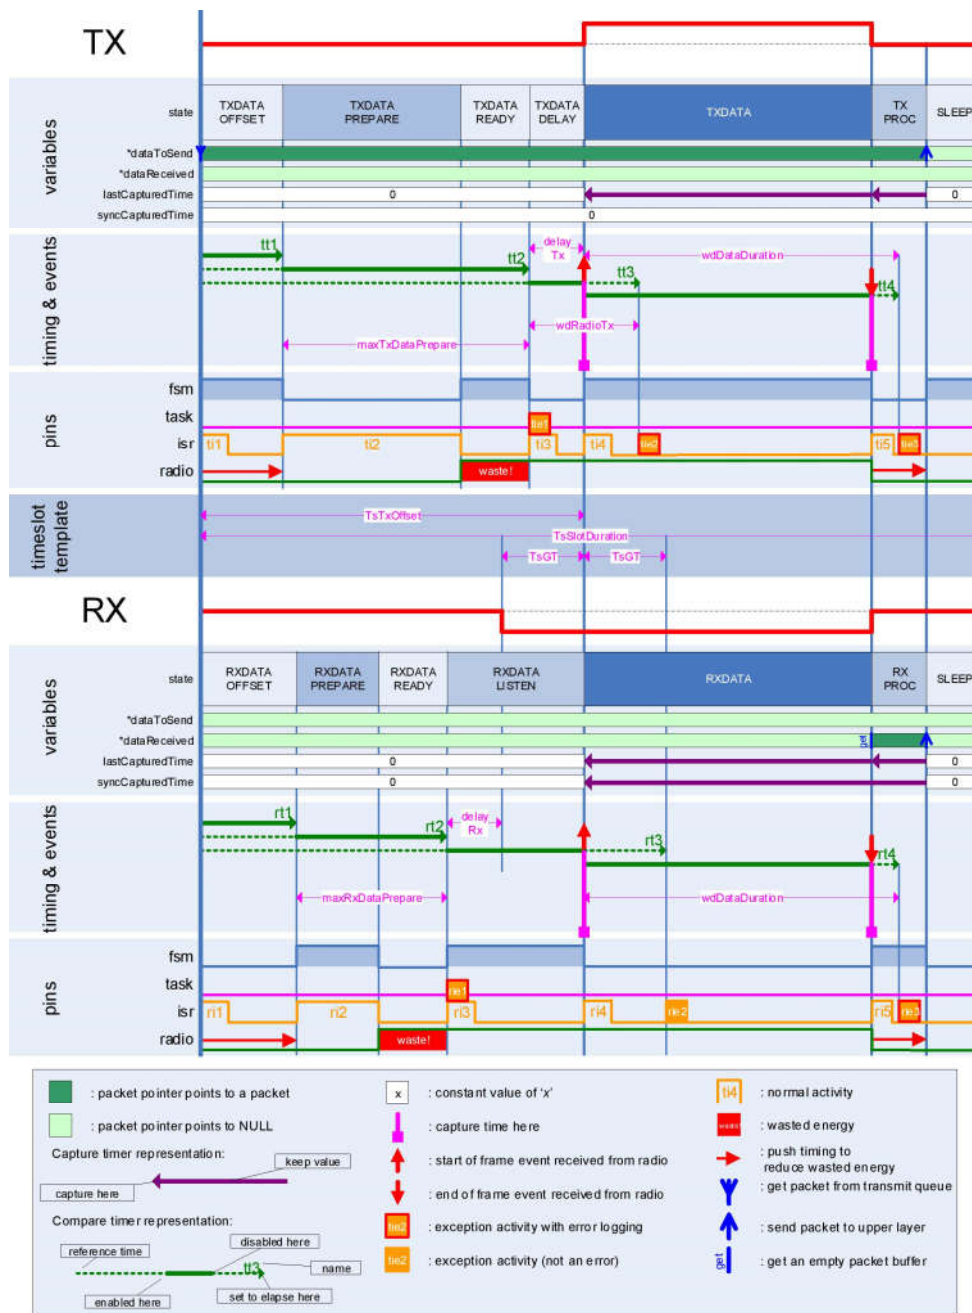 TX
variables
state
TXDATA OFFSET
TXDATA PREPARE
TXDATA READY
TXDATA DELAY
TXDATA
TX PROC
SLEEP
*dataToSend
*dataReceived
lastCapturedTime
0
0
syncCapturedTime
0
timing & events
tt1
tt2
delay Tx
tt3
wdDataDuration
tt4
wdRadioTx
maxTxDataPrepare
pins
fsm
task
tie1
isr
ti1
ti2
ti3
ti4
tie2
ti5
tie3
radio
waste!
timeslot template
TsTxOffset
TsSlotDuration
TsGT
TsGT
RX
variables
state
RXDATA OFFSET
RXDATA PREPARE
RXDATA READY
RXDATA LISTEN
RXDATA
RX PROC
SLEEP
*dataToSend
*dataReceived
get
lastCapturedTime
0
0
syncCapturedTime
0
0
timing & events
rt1
rt2
delay Rx
rt3
rt4
maxRxDataPrepare
wdDataDuration
pins
fsm
task
rie1
isr
ri1
ri2
ri3
ri4
rie2
ri5
rie3
radio
waste!
: packet pointer points to a packet
: packet pointer points to NULL
Capture timer representation:
keep value
capture here
Compare timer representation:
disabled here
reference time
tt3
name
enabled here
set to elapse here
x
: constant value of ‘x’
: capture time here
: start of frame event received from radio
: end of frame event received from radio
tie2
: exception activity with error logging
tie2
: exception activity (not an error)
ti4
: normal activity
waste!
: wasted energy
: push timing to
reduce wasted energy
: get packet from transmit queue
: send packet to upper layer
get
: get an empty packet buffer